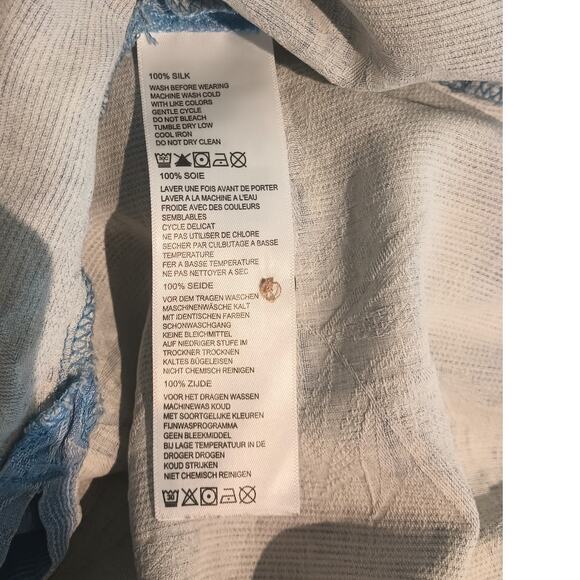 100% SILK
WASH BEFORE WEARING
MACHINE WASH COLD
WITH LIKE COLORS
GENTLE CYCLE
DO NOT BLEACH
TUMBLE DRY LOW
COOL IRON
DO NOT DRY CLEAN
100% SOIE
LAVER UNE FOIS AVANT DE PORTER
LAVER A LA MACHINE A L'EAU
FROIDE AVEC DES COULEURS
SEMBLABLES
CYCLE DELICAT
NE PAS UTILISER DE CHLORE
SECHER PAR CULBUTAGE A BASSE
TEMPERATURE
FER A BASSE TEMPERATURE
NE PAS NETTOYER A SEC
100% SEIDE
VOR DEM TRAGEN WASCHEN
MASCHINENWÄSCHE KALT
MIT IDENTISCHEN FARBEN
SCHONWASCHGANG
KEINE BLEICHMITTEL
AUF NIEDRIGER STUFE IM
TROCKNER TROCKNEN
KALTES BÜGELEISEN
NICHT CHEMISCH REINIGEN
100% ZIJDE
VOOR HET DRAGEN WASSEN
MACHINEWAS KOUD
MET SOORTGELIJKE KLEUREN
FIJNWASPROGRAMMA
GEEN BLEEKMIDDEL
BIJ LAGE TEMPERATUUR IN DE
DROGER DROGEN
KOUD STRIJKEN
NIET CHEMISCH REINIGEN